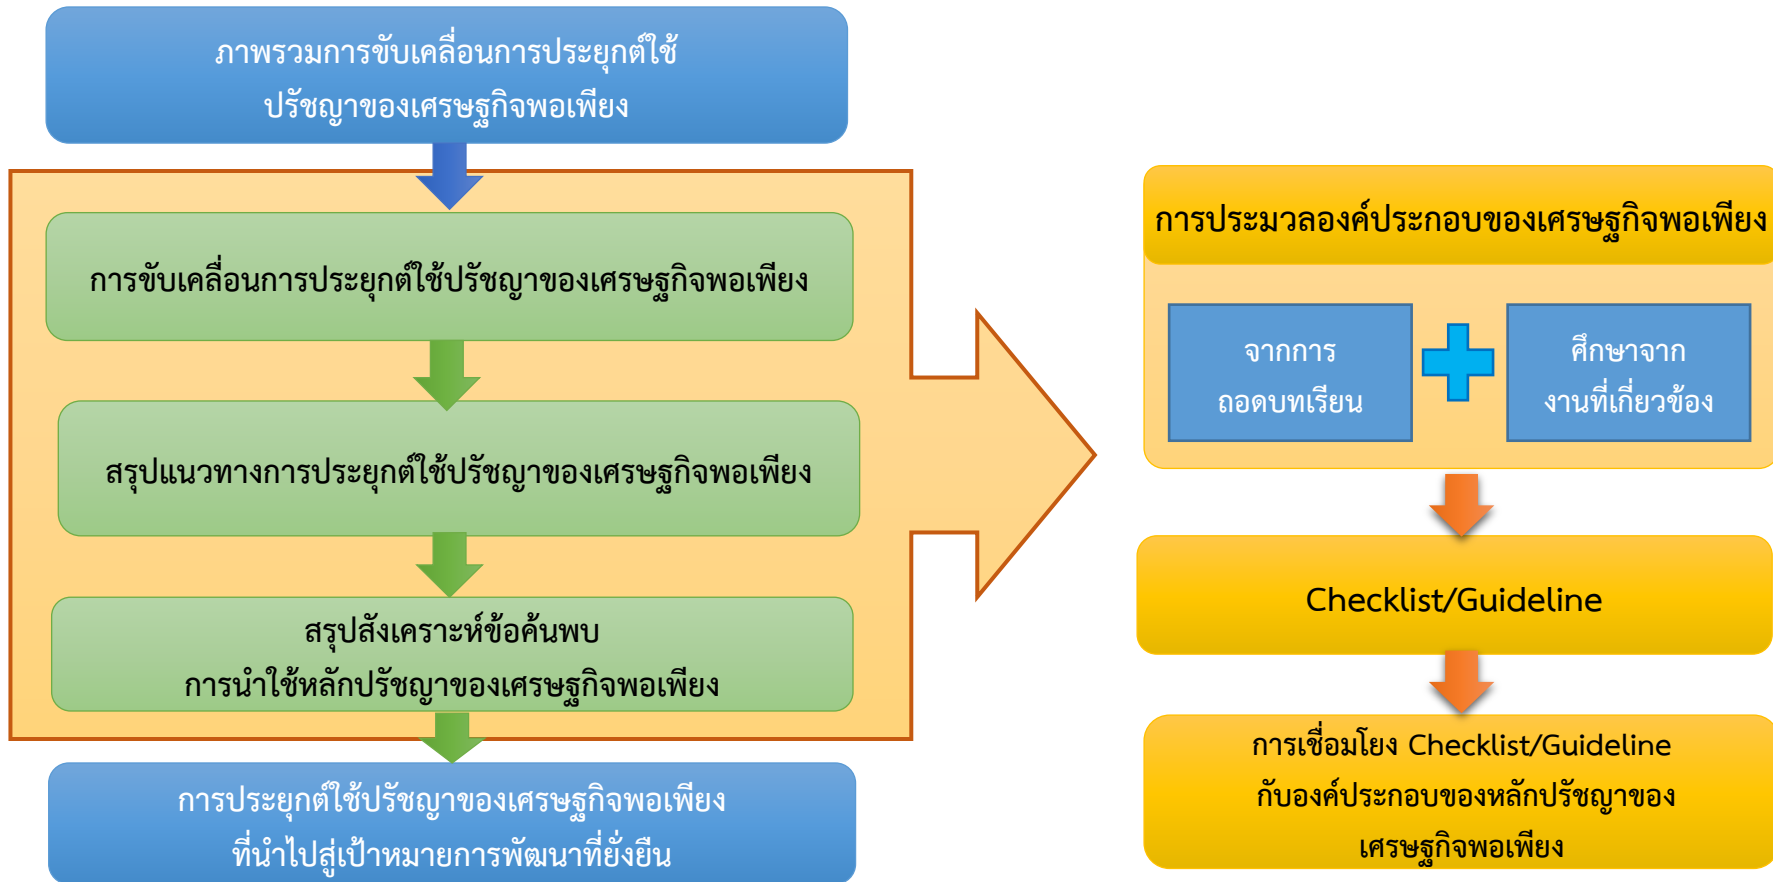 ภาพรวมการขับเคลื่อนการประยุกต์ใช้
ปรัชญาของเศรษฐกิจพอเพียง
การขับเคลื่อนการประยุกต์ใช้ปรัชญาของเศรษฐกิจพอเพียง
สรุปแนวทางการประยุกต์ใช้ปรัชญาของเศรษฐกิจพอเพียง
สรุปสังเคราะห์ข้อค้นพบ
การนำใช้หลักปรัชญาของเศรษฐกิจพอเพียง
การประยุกต์ใช้ปรัชญาของเศรษฐกิจพอเพียง
ที่นำไปสู่เป้าหมายการพัฒนาที่ยั่งยืน
การประมวลองค์ประกอบของเศรษฐกิจพอเพียง
จากการ
ถอดบทเรียน
ศึกษาจาก
งานที่เกี่ยวข้อง
Checklist/Guideline
การเชื่อมโยง Checklist/Guideline
กับองค์ประกอบของหลักปรัชญาของ
เศรษฐกิจพอเพียง